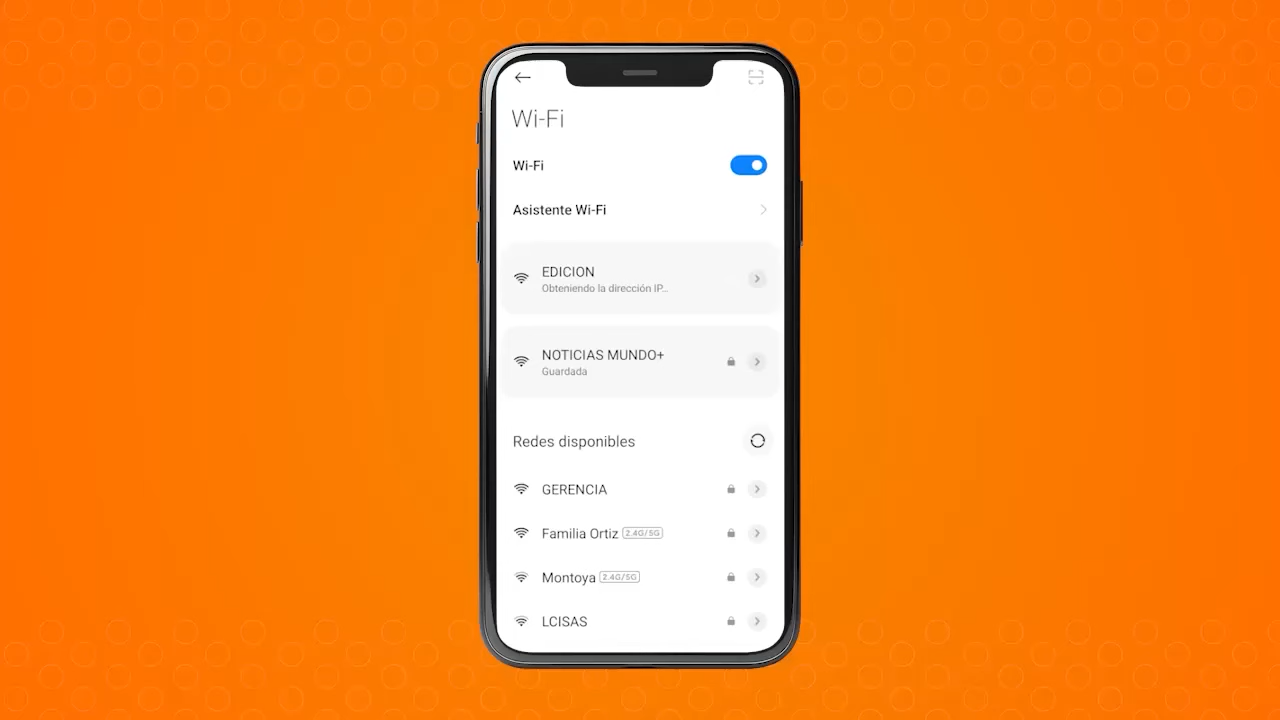 Wi-Fi
Wi-Fi
Asistente Wi-Fi
EDICION
Obteniendo la dirección IP...
NOTICIAS MUNDO+
Guardada
Redes disponibles
GERENCIA
Familia Ortiz 2.4G/5G
Montoya 2.4G/5G
LCISAS